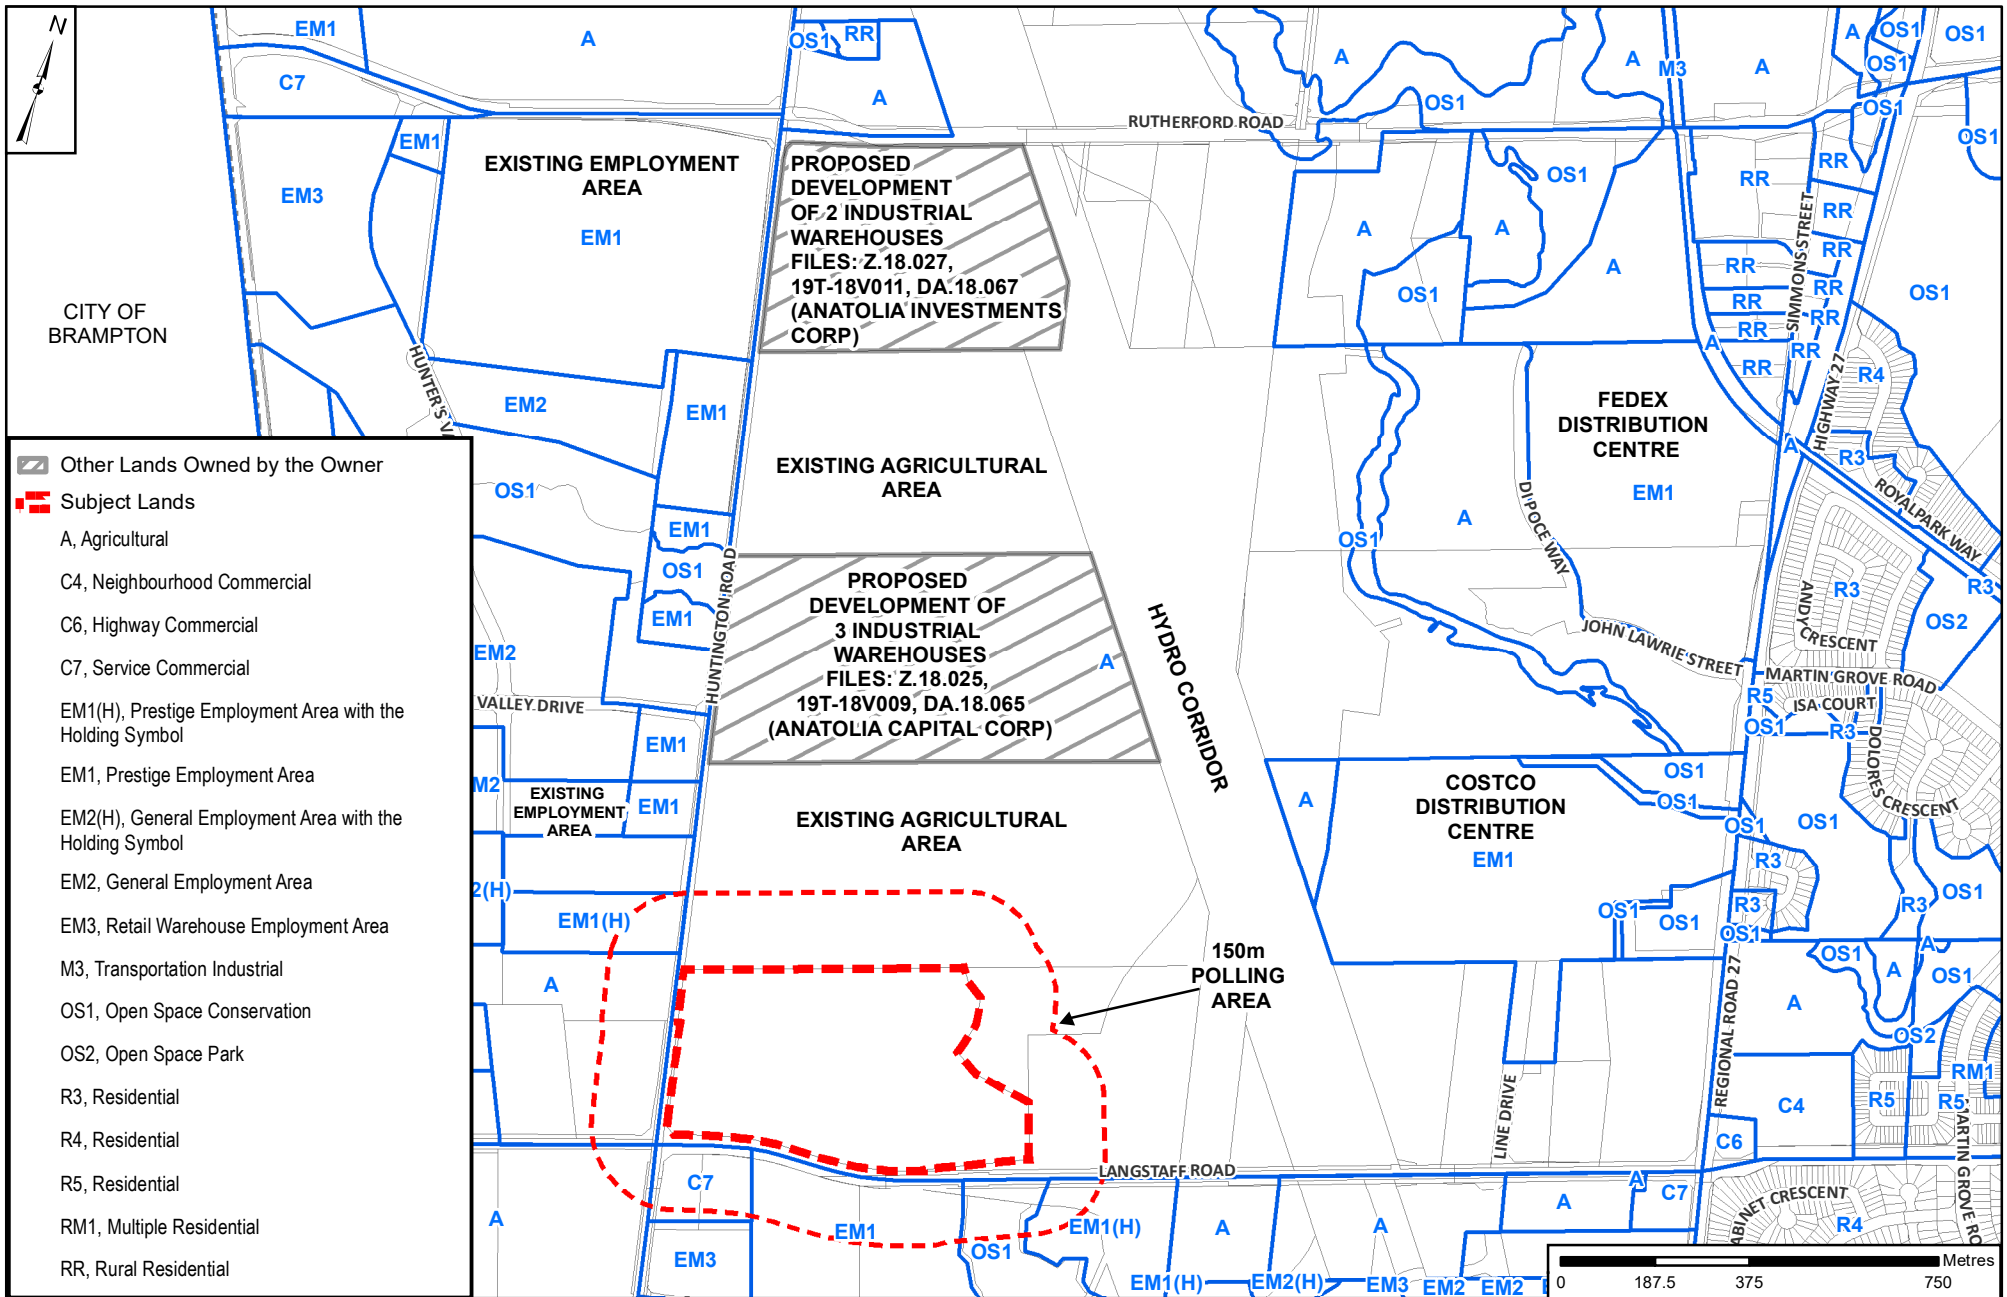 N
EM1
A
OS1
RR
A
C7
A
A
M3
A
A
OS1
OS1
OS1
OS1
OS1
OS1
RUTHERFORD ROAD
EM1
EM3
EXISTING EMPLOYMENT
AREA
EM1
PROPOSED
DEVELOPMENT
OF 2 INDUSTRIAL
WAREHOUSES
FILES: Z.18.027,
19T-18V011, DA.18.067
(ANATOLIA INVESTMENTS
CORP)
A
A
OS1
A
OS1
RR
RR
RR
RR
RR
RR
RR
RR
RR
RR
RR
A
SIMMONS STREET
OS1
HIGHWAY 27
R4
CITY OF
BRAMPTON
EM2
EM1
EXISTING AGRICULTURAL
AREA
FEDEX
DISTRIBUTION
CENTRE
EM1
A
OS1
DI POCE WAY
A
R3
ROYALPARK WAY
OS1
EM1
OS1
EM1
HUNTINGTON ROAD
PROPOSED
DEVELOPMENT OF
3 INDUSTRIAL
WAREHOUSES
FILES: Z.18.025,
19T-18V009, DA.18.065
(ANATOLIA CAPITAL CORP)
A
HYDRO CORRIDOR
JOHN LAWRIE STREET
ANDY
CRESCENT
R3
R3
OS2
MARTIN GROVE ROAD
R5
ISA COURT
OS1
R3
DOLORES
CRESCENT
EM2
VALLEY DRIVE
EM1
M2
EXISTING
EMPLOYMENT
AREA
EM1
EXISTING AGRICULTURAL
AREA
A
COSTCO
DISTRIBUTION
CENTRE
EM1
OS1
OS1
OS1
OS1
R3
R3
OS1
R3
OS1
OS1
OS1
2(H)
EM1(H)
A
150m
POLLING
AREA
REGIONAL ROAD 27
OS1
A
A
OS1
A
OS2
RM1
C4
R5
R5
C6
MARTIN GROVE RO
LINE DRIVE
LANGSTAFF ROAD
C7
EM1
OS1
EM1(H)
A
A
A
A
C7
ABINET CRESCENT
R4
A
EM3
EM1(H)
EM2(H)
EM3
EM2
EM2
Other Lands Owned by the Owner
Subject Lands
A, Agricultural
C4, Neighbourhood Commercial
C6, Highway Commercial
C7, Service Commercial
EM1(H), Prestige Employment Area with the
Holding Symbol
EM1, Prestige Employment Area
EM2(H), General Employment Area with the
Holding Symbol
EM2, General Employment Area
EM3, Retail Warehouse Employment Area
M3, Transportation Industrial
OS1, Open Space Conservation
OS2, Open Space Park
R3, Residential
R4, Residential
R5, Residential
RM1, Multiple Residential
RR, Rural Residential
Metres
0 187.5 375 750